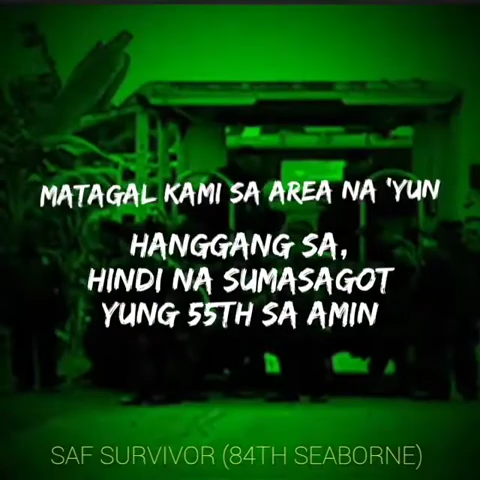 MATAGAL KAMI SA AREA NA 'YUN
HANGGANG SA,
HINDI NA SUMASAGOT
YUNG 55TH SA AMIN
SAF SURVIVOR (84TH SEABORNE)